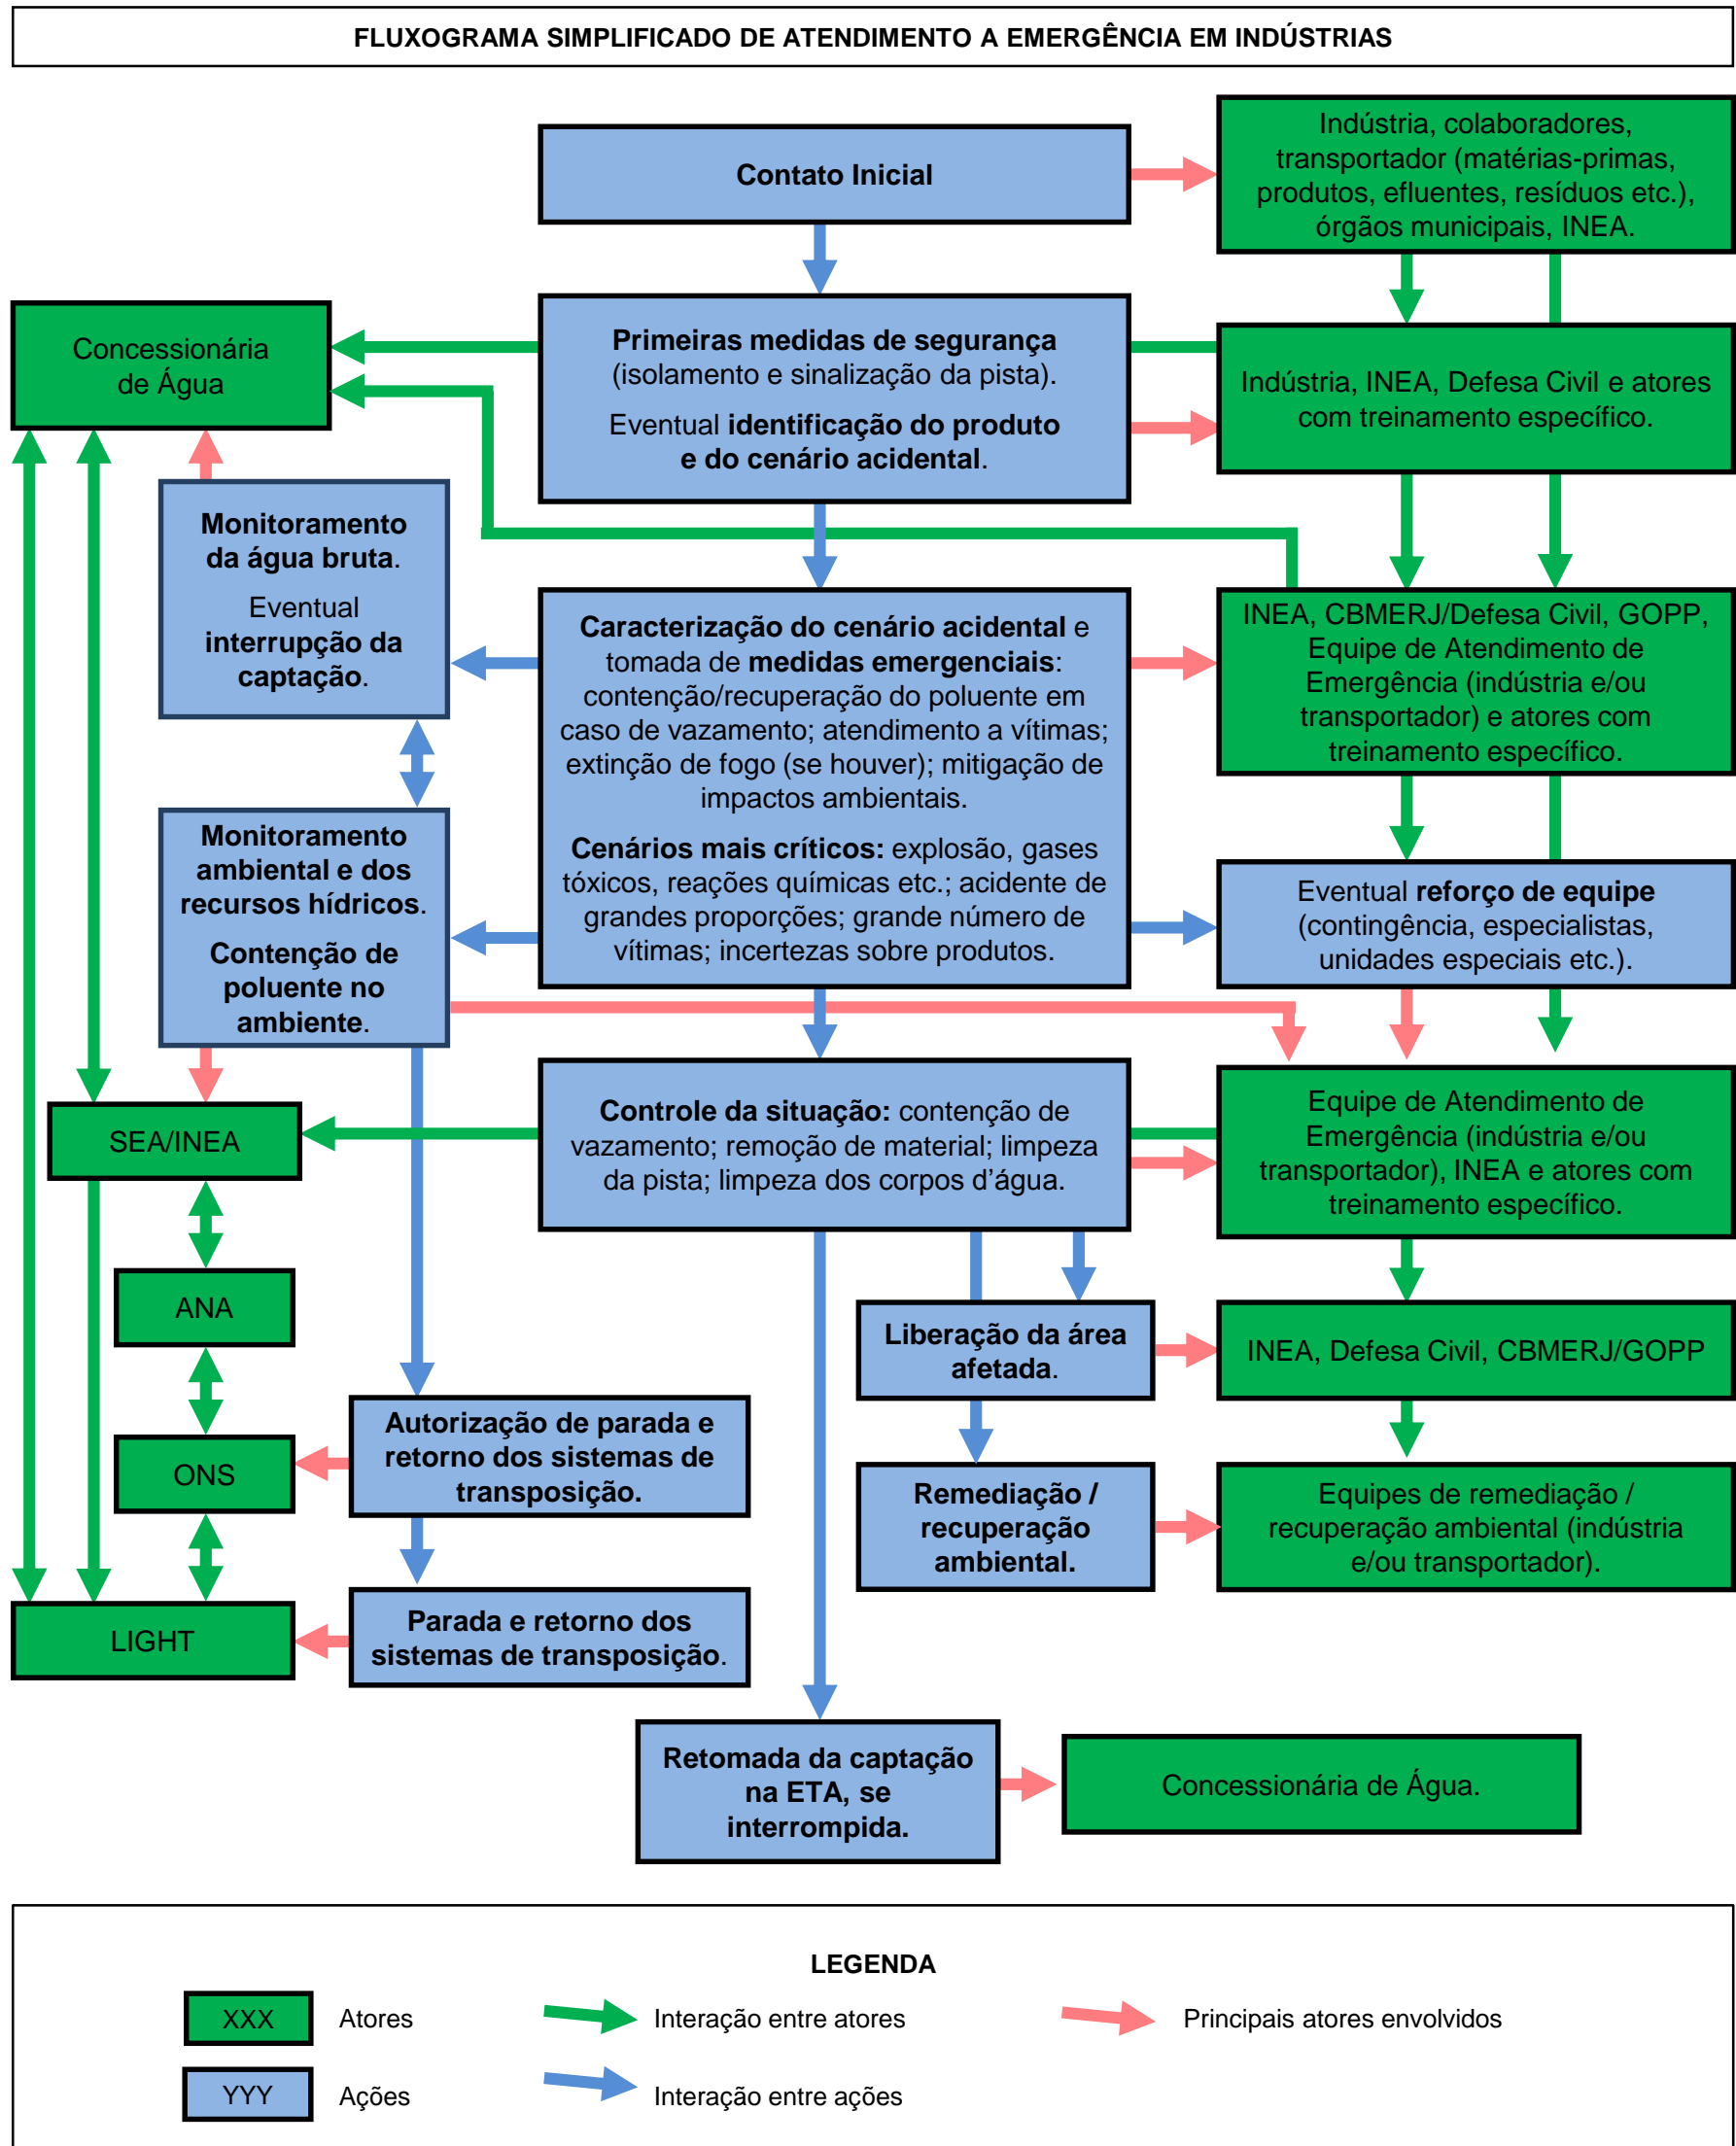 FLUXOGRAMA SIMPLIFICADO DE ATENDIMENTO A EMERGÊNCIA EM INDÚSTRIAS
Contato Inicial
Indústria, colaboradores,
transportador (matérias-primas,
produtos, efluentes, resíduos etc.),
órgãos municipais, INEA.
Concessionária
de Água
Primeiras medidas de segurança
(isolamento e sinalização da pista).
Eventual identificação do produto
e do cenário acidental.
Indústria, INEA, Defesa Civil e atores
com treinamento específico.
Monitoramento
da água bruta.
Eventual
interrupção da
captação.
Caracterização do cenário acidental e
tomada de medidas emergenciais:
contenção/recuperação do poluente em
caso de vazamento; atendimento a vítimas;
extinção de fogo (se houver); mitigação de
impactos ambientais.
Cenários mais críticos: explosão, gases
tóxicos, reações químicas etc.; acidente de
grandes proporções; grande número de
vítimas; incertezas sobre produtos.
INEA, CBMERJ/Defesa Civil, GOPP,
Equipe de Atendimento de
Emergência (indústria e/ou
transportador) e atores com
treinamento específico.
Monitoramento
ambiental e dos
recursos hídricos.
Contenção de
poluente no
ambiente.
Eventual reforço de equipe
(contingência, especialistas,
unidades especiais etc.).
SEA/INEA
Controle da situação: contenção de
vazamento; remoção de material; limpeza
da pista; limpeza dos corpos d'água.
Equipe de Atendimento de
Emergência (indústria e/ou
transportador), INEA e atores com
treinamento específico.
ANA
Liberação da área
afetada.
INEA, Defesa Civil, CBMERJ/GOPP
ONS
Autorização de parada e
retorno dos sistemas de
transposição.
Remediação /
recuperação
ambiental.
Equipes de remediação /
recuperação ambiental (indústria
e/ou transportador).
LIGHT
Parada e retorno dos
sistemas de transposição.
Retomada da captação
na ETA, se
interrompida.
Concessionária de Água.
LEGENDA
XXX Atores
Interação entre atores
Principais atores envolvidos
YYY Ações
Interação entre ações